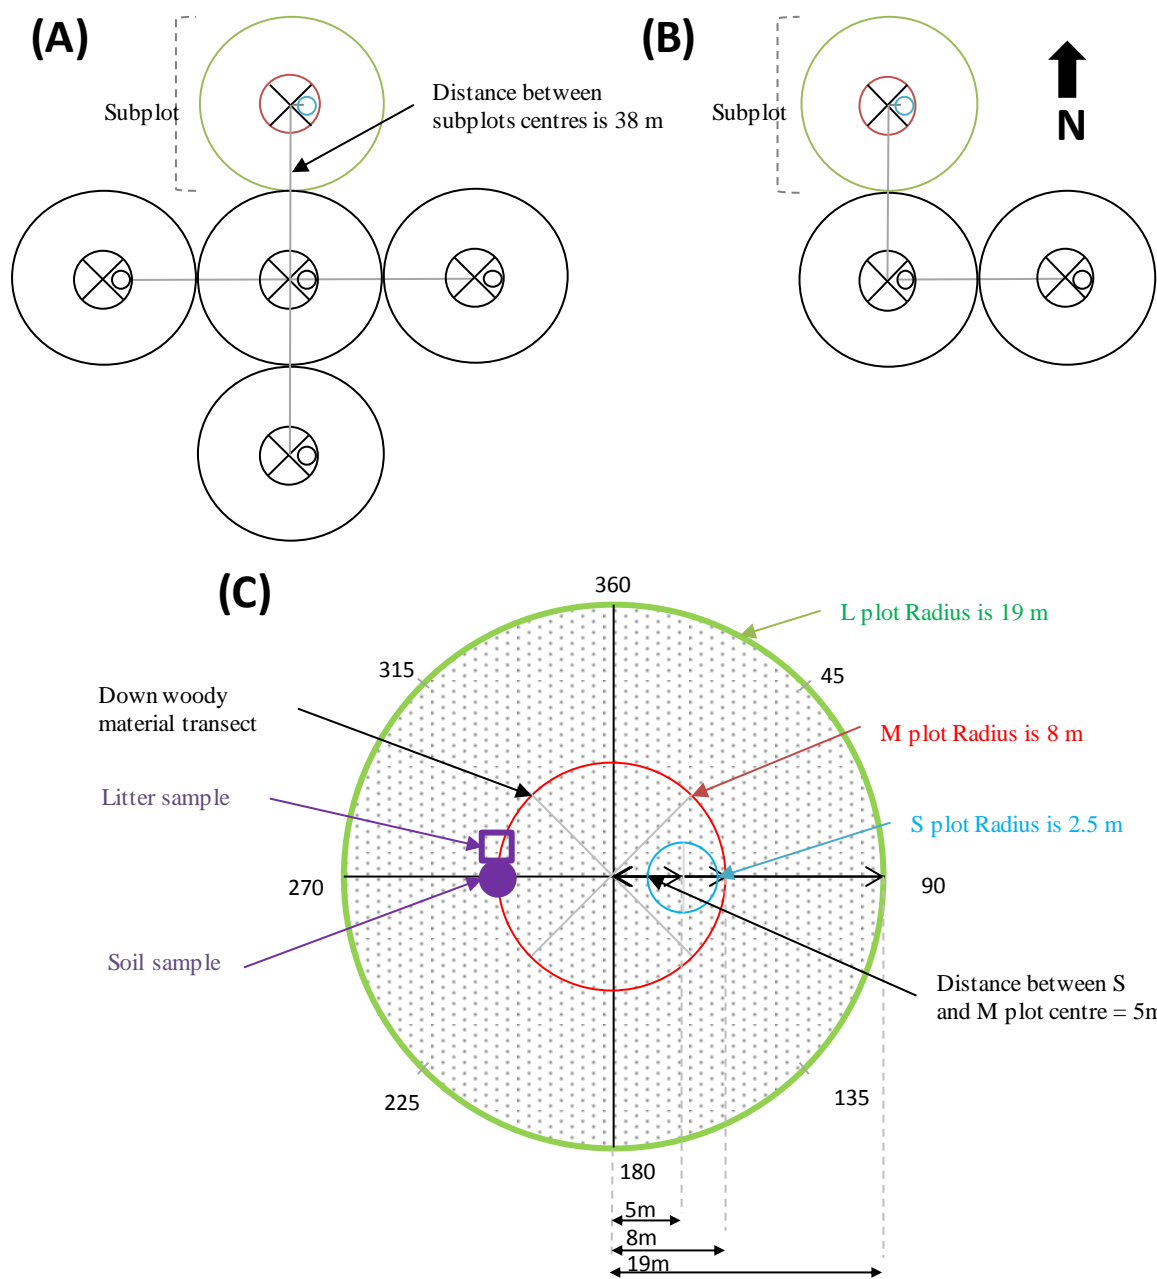 (A)
(B)
Subplot
Distance between
subplots centres is 38 m
Subplot
N
(C)
360
L plot Radius is 19 m
315
45
Down woody
material transect
M plot Radius is 8 m
Litter sample
S plot Radius is 2.5 m
270
90
Soil sample
Distance between S
and M plot centre = 5m
225
135
180
5m
8m
19m